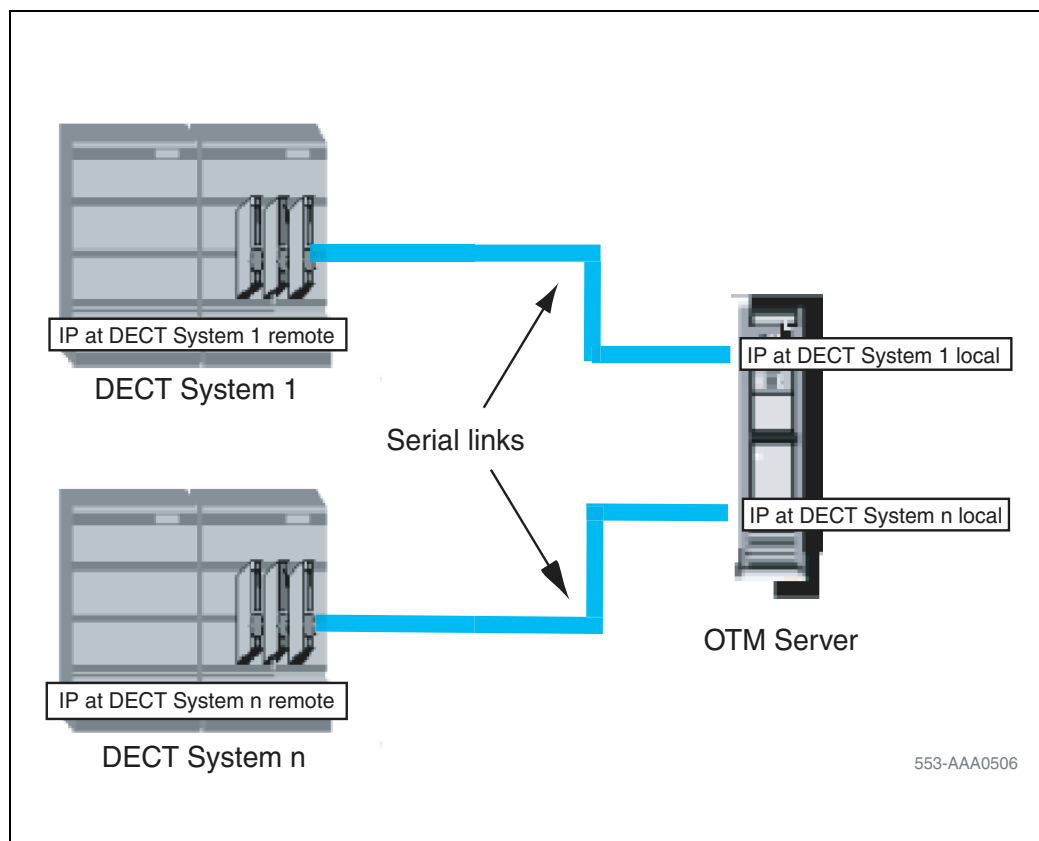 IP at DECT System 1 remote
DECT System 1
IP at DECT System 1 local
Serial links
IP at DECT System n local
OTM Server
IP at DECT System n remote
DECT System n
553-AAA0506